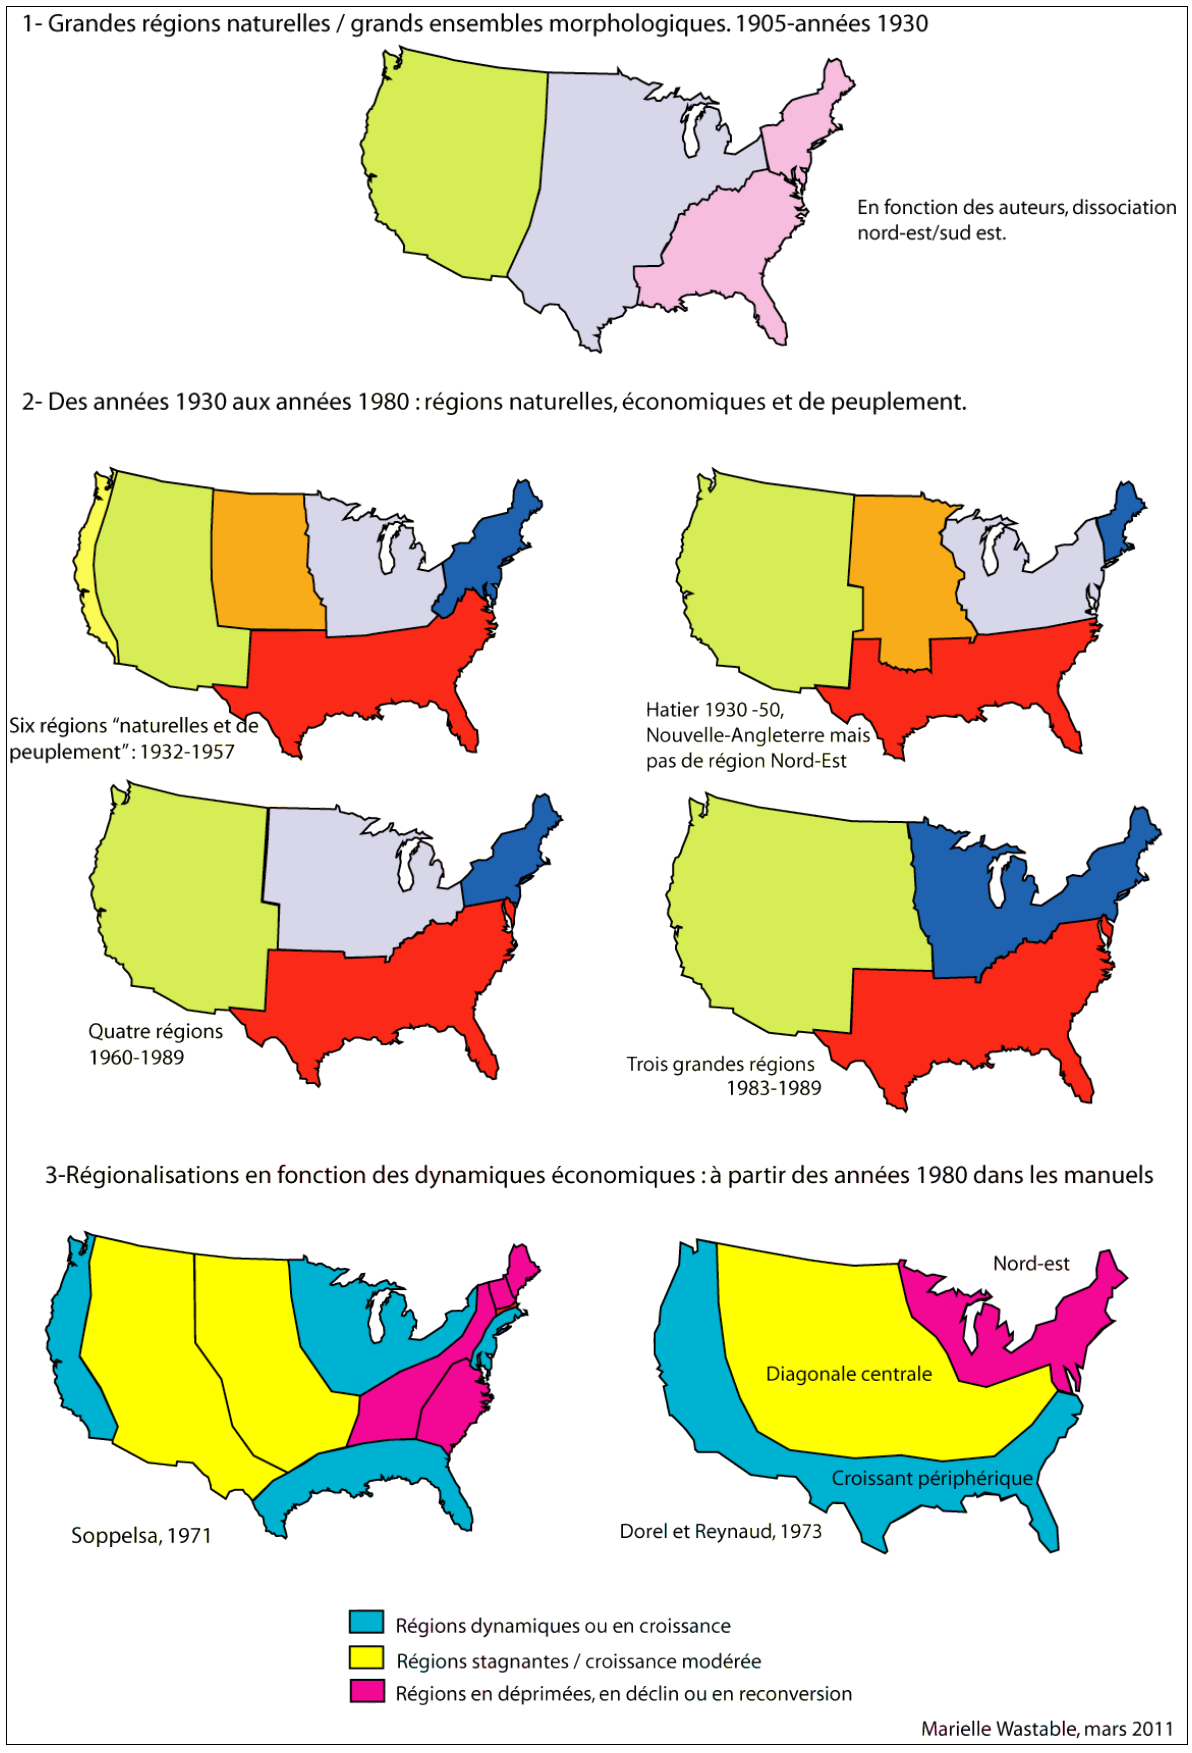 1- Grandes régions naturelles / grands ensembles morphologiques. 1905-années 1930
En fonction des auteurs, dissociation
nord-est/sud est.
2- Des années 1930 aux années 1980 : régions naturelles, économiques et de peuplement.
Six régions “naturelles et de
peuplement” : 1932-1957
Hatier 1930 -50,
Nouvelle-Angleterre mais
pas de région Nord-Est
Quatre régions
1960-1989
Trois grandes régions
1983-1989
3-Régionalisations en fonction des dynamiques économiques : à partir des années 1980 dans les manuels
Soppelsa, 1971
Nord-est
Diagonale centrale
Croissant périphérique
Dorel et Reynaud, 1973
Régions dynamiques ou en croissance
Régions stagnantes / croissance modérée
Régions en déprimées, en déclin ou en reconversion
Marielle Wastable, mars 2011